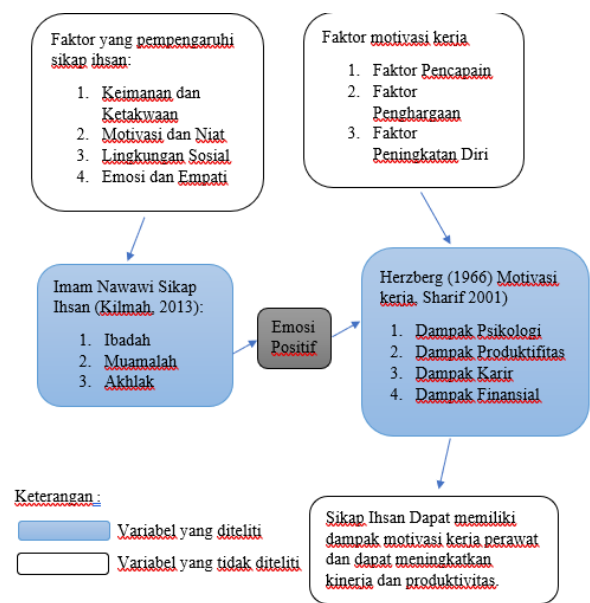 Faktor yang pempengaruhi
sikap ihsan:
1. Keimanan dan
Ketakwaan
2. Motivasi dan Niat
3. Lingkungan Sosial
4. Emosi dan Empati
Faktor motivasi kerja
1. Faktor Pencapain
2. Faktor
Penghargaan
3. Faktor
Peningkatan Diri
Imam Nawawi Sikap
Ihsan (Kilmah, 2013):
1. Ibadah
2. Muamalah
3. Akhlak
Emosi
Positif
Herzberg (1966) Motivasi
kerja, Sharif 2001)
1. Dampak Psikologi
2. Dampak Produktifitas
3. Dampak Karir
4. Dampak Finansial
Keterangan :
Variabel yang diteliti
Variabel yang tidak diteliti
Sikap Ihsan Dapat memiliki
dampak motivasi kerja perawat
dan dapat meningkatkan
kinerja dan produktivitas.